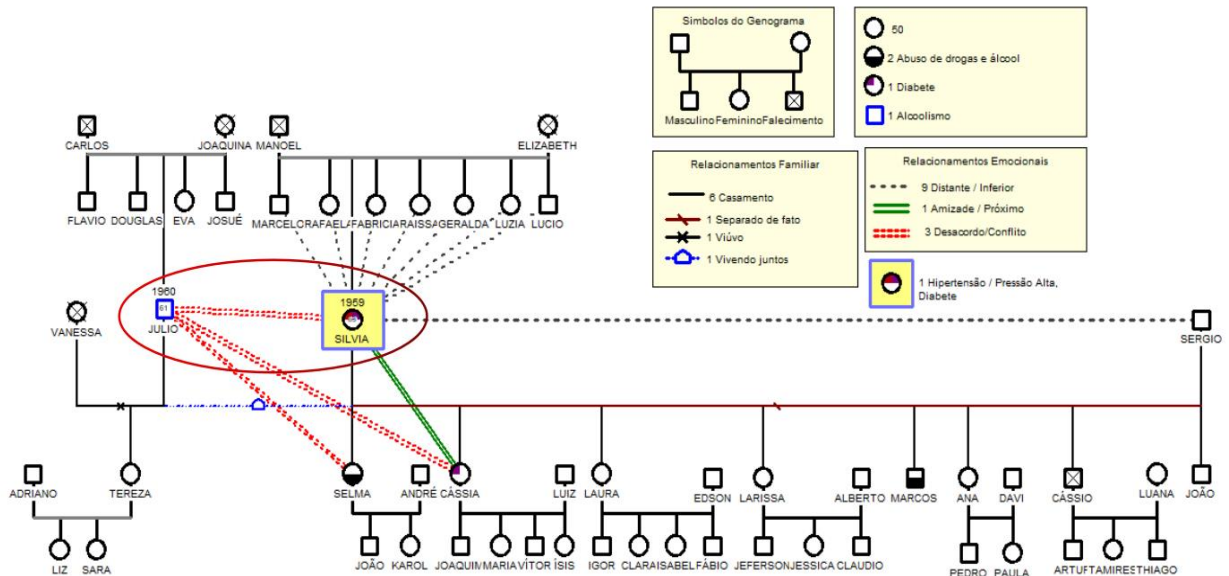 Simbolos do Genograma
Masculino Feminino Falecimento
50
2 Abuso de drogas e álcool
1 Diabete
1 Alcoolismo
Relacionamentos Familiar
6 Casamento
1 Separado de fato
1 Viúvo
1 Vivendo juntos
Relacionamentos Emocionais
9 Distante / Inferior
1 Amizade / Próximo
3 Desacordo/Conflito
1 Hipertensão / Pressão Alta,
Diabete
CARLOS JOAQUINA MANOEL ELIZABETH
FLAVIO DOUGLAS EVA JOSUÉ MARCELO RAFAELA FABRICIA RAISSA GERALDA LUZIA LUCIO
1960 1959
61
VANESSA JULIO SILVIA SERGIO
ADRIANO TEREZA SELMA ANDRÉ CÁSSIA LUIZ LAURA EDSON LARISSA ALBERTO MARCOS ANA DAVI CÁSSIO LUANA JOÃO
LIZ SARA JOÃO KAROL JOAQUIM MARIA VÍTOR ÍSIS IGOR CLARA ISABEL FÁBIO JEFERSON JESSICA CLAUDIO PEDRO PAULA ARTUR TAMIRES THIAGO